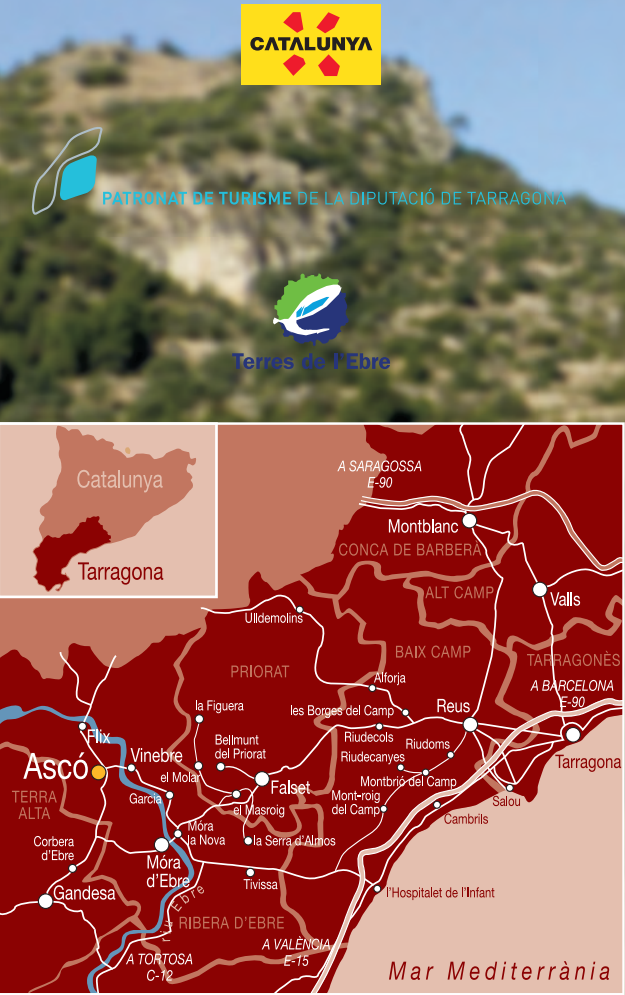 CATALUNYA
PATRONAT DE TURISME DE LA DIPUTACIÓ DE TARRAGONA
Terres de l'Ebre
Catalunya
Tarragona
A SARAGOSSA
E-90
Montblanc
CONCA DE BARBERÀ
ALT CAMP
Valls
Ulldemolins
PRIORAT
BAIX CAMP
TARRAGONÈS
Alforja
A BARCELONA
E-90
la Figuera
les Borges del Camp
Reus
Flix
Riudecols
Riudoms
Tarragona
Bellmunt
del Priorat
Vinebre
Ascó
el Molar
Riudecanyes
Falset
Montbrió del Camp
TERRA
ALTA
Garcia
el Masroig
Mont-roig
del Camp
Salou
Cambrils
Móra
la Nova
la Serra d'Almos
Corbera
d'Ebre
Móra
d'Ebre
Tivissa
Gandesa
l'Hospitalet de l'Infant
riu Ebre
RIBERA D'EBRE
A VALÈNCIA
E-15
A TORTOSA
C-12
Mar Mediterrània